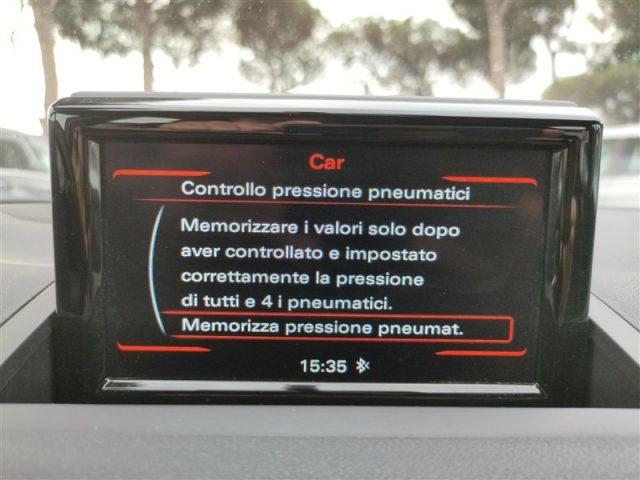 Car
Controllo pressione pneumatici
Memorizzare i valori solo dopo
aver controllato e impostato
correttamente la pressione
di tutti e 4 i pneumatici.
Memorizza pressione pneumat.
15:35